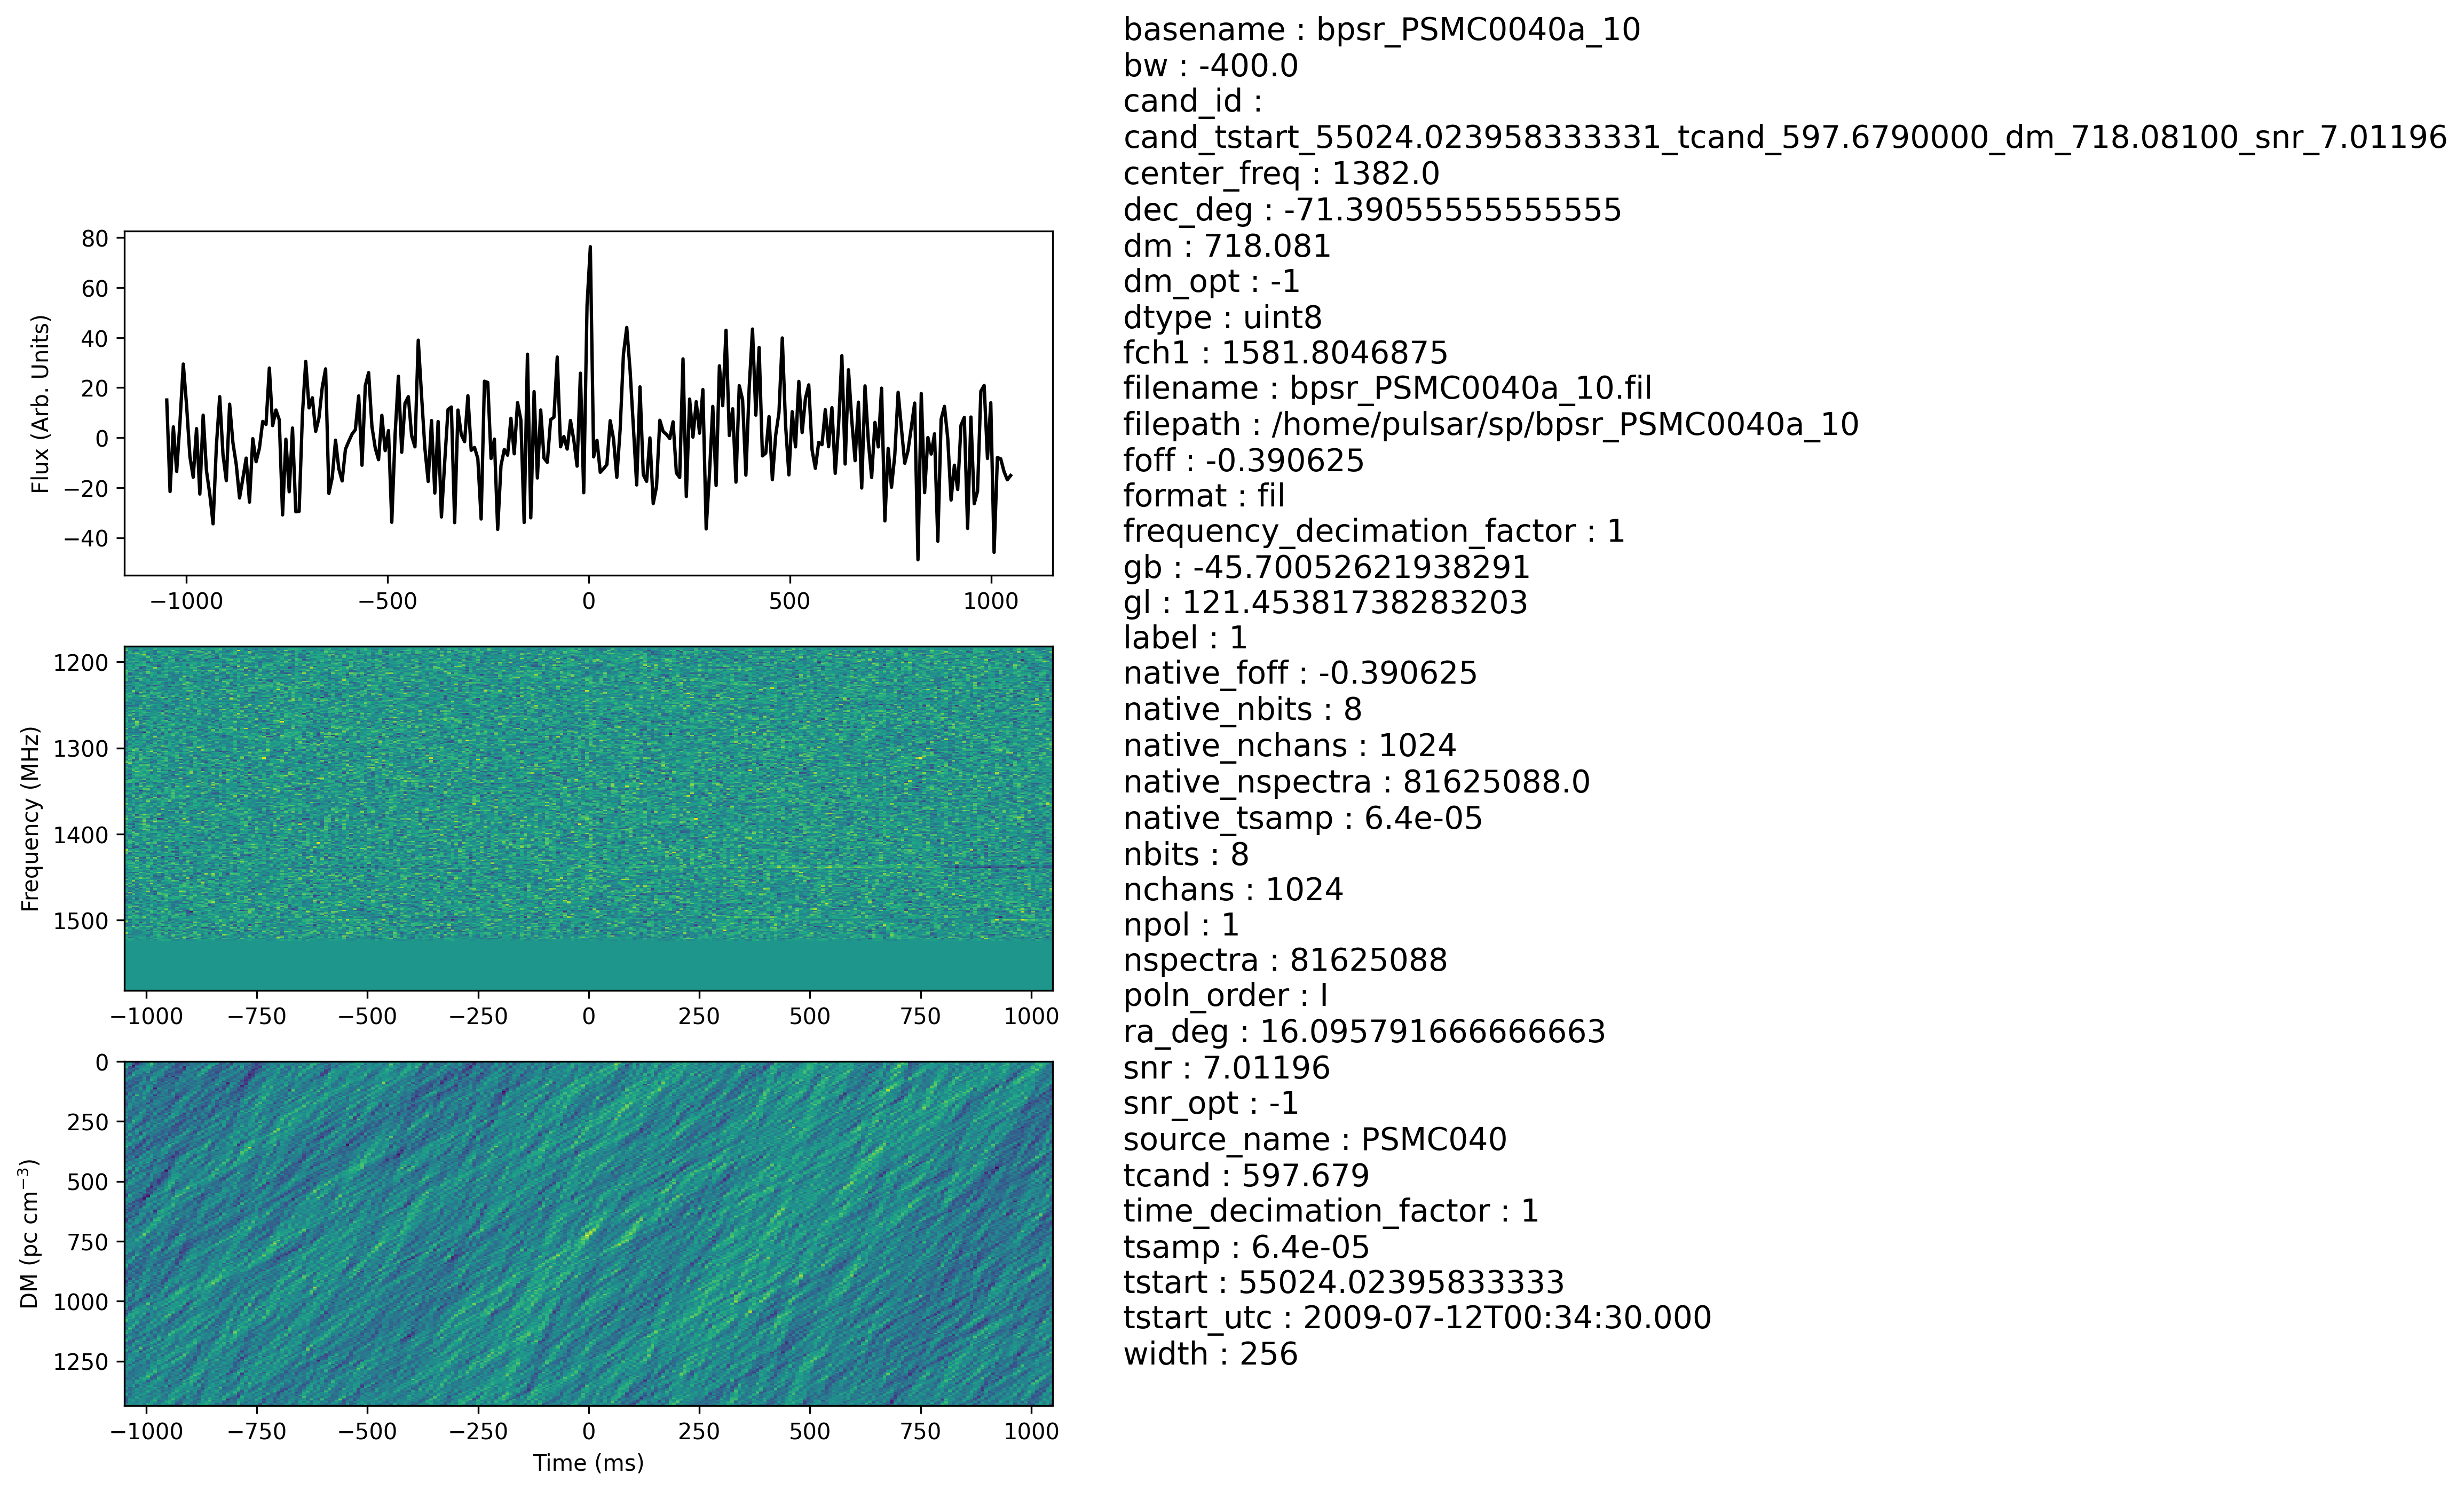 basename : bpsr_PSMC0040a_10
bw : -400.0
cand_id :
cand_tstart_55024.023958333331_tcand_597.6790000_dm_718.08100_snr_7.01196
center_freq : 1382.0
dec_deg : -71.39055555555555
dm : 718.081
dm_opt : -1
dtype : uint8
fch1 : 1581.8046875
filename : bpsr_PSMC0040a_10.fil
filepath : /home/pulsar/sp/bpsr_PSMC0040a_10
foff : -0.390625
format : fil
frequency_decimation_factor : 1
gb : -45.70052621938291
gl : 121.45381738283203
label : 1
native_foff : -0.390625
native_nbits : 8
native_nchans : 1024
native_nspectra : 81625088.0
native_tsamp : 6.4e-05
nbits : 8
nchans : 1024
npol : 1
nspectra : 81625088
poln_order : I
ra_deg : 16.095791666666663
snr : 7.01196
snr_opt : -1
source_name : PSMC040
tcand : 597.679
time_decimation_factor : 1
tsamp : 6.4e-05
tstart : 55024.02395833333
tstart_utc : 2009-07-12T00:34:30.000
width : 256
Flux (Arb. Units)
80
60
40
20
0
−20
−40
−1000 −500 0 500 1000
Frequency (MHz)
1200
1300
1400
1500
−1000 −750 −500 −250 0 250 500 750 1000
DM (pc cm⁻³)
0
250
500
750
1000
1250
−1000 −750 −500 −250 0 250 500 750 1000
Time (ms)